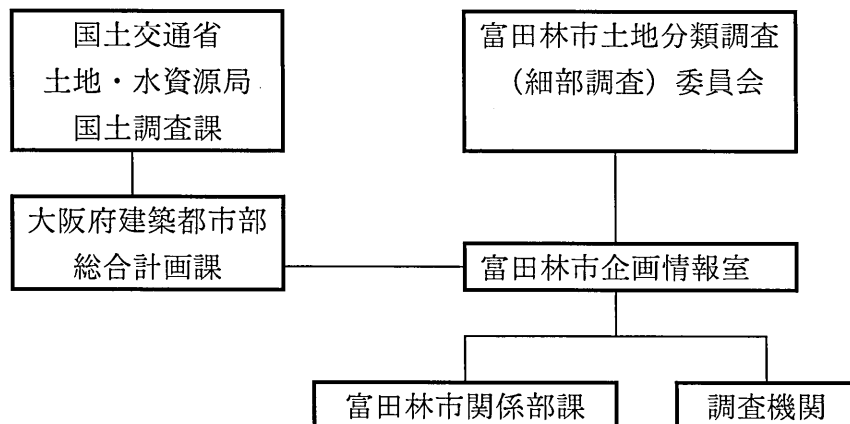 国土交通省
土地・水資源局
国土調査課
富田林市土地分類調査
（細部調査）委員会
大阪府建築都市部
総合計画課
富田林市企画情報室
富田林市関係部課
調査機関